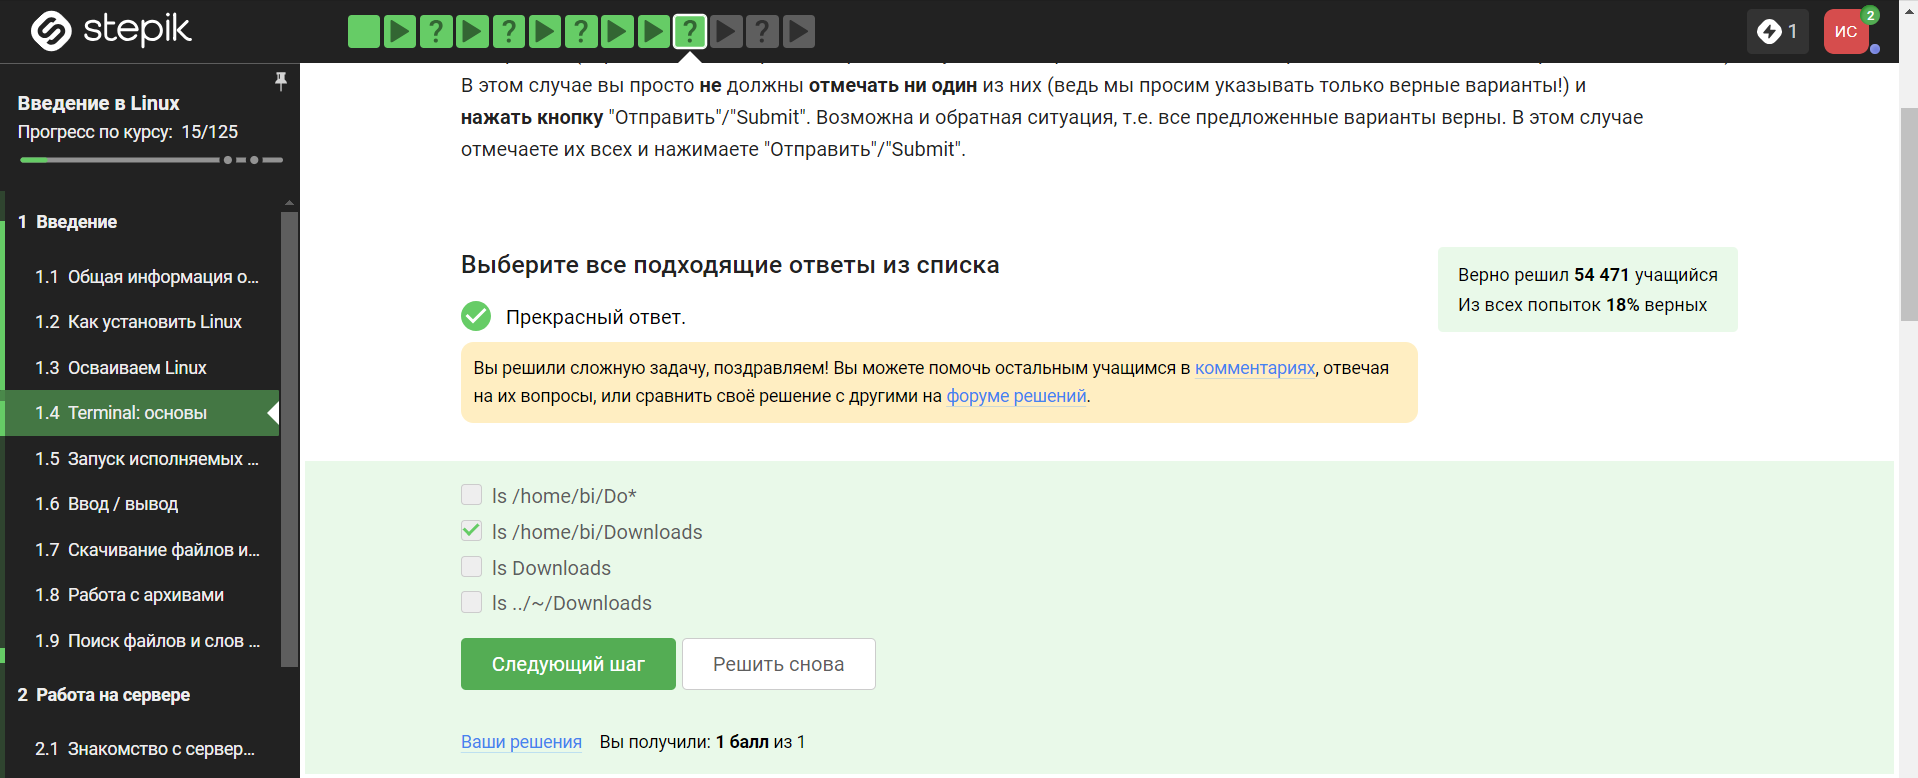 stepik
?
?
?
?
?
1
ИС
2
Введение в Linux
Прогресс по курсу: 15/125
1 Введение
1.1 Общая информация о...
1.2 Как установить Linux
1.3 Осваиваем Linux
1.4 Terminal: основы
1.5 Запуск исполняемых ...
1.6 Ввод / вывод
1.7 Скачивание файлов и...
1.8 Работа с архивами
1.9 Поиск файлов и слов ...
2 Работа на сервере
2.1 Знакомство с сервер...
В этом случае вы просто не должны отмечать ни один из них (ведь мы просим указывать только верные варианты!) и
нажать кнопку "Отправить"/"Submit". Возможна и обратная ситуация, т.е. все предложенные варианты верны. В этом случае
отмечаете их всех и нажимаете "Отправить"/"Submit".
Выберите все подходящие ответы из списка
Прекрасный ответ.
Верно решил 54 471 учащийся
Из всех попыток 18% верных
Вы решили сложную задачу, поздравляем! Вы можете помочь остальным учащимся в комментариях, отвечая
на их вопросы, или сравнить своё решение с другими на форуме решений.
ls /home/bi/Do*
ls /home/bi/Downloads
ls Downloads
ls ../~/Downloads
Следующий шаг
Решить снова
Ваши решения Вы получили: 1 балл из 1